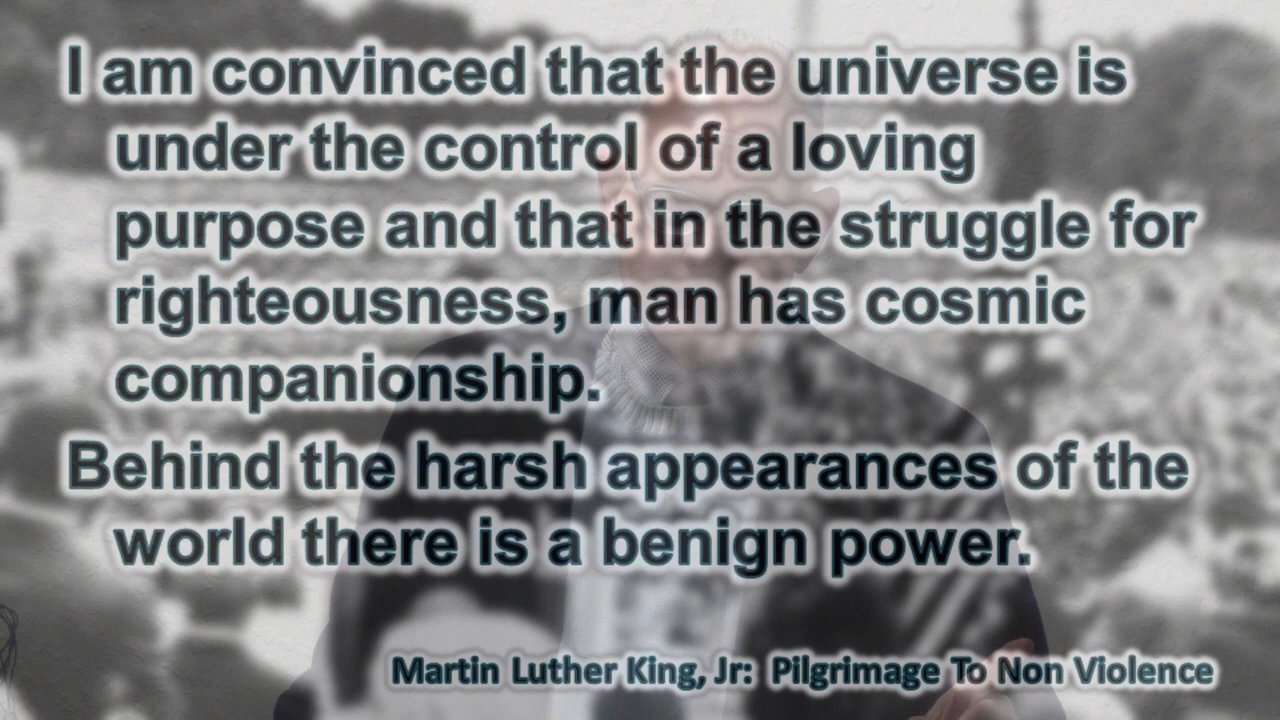 I am convinced that the universe is
under the control of a loving
purpose and that in the struggle for
righteousness, man has cosmic
companionship.
Behind the harsh appearances of the
world there is a benign power.
Martin Luther King, Jr: Pilgrimage To Non Violence